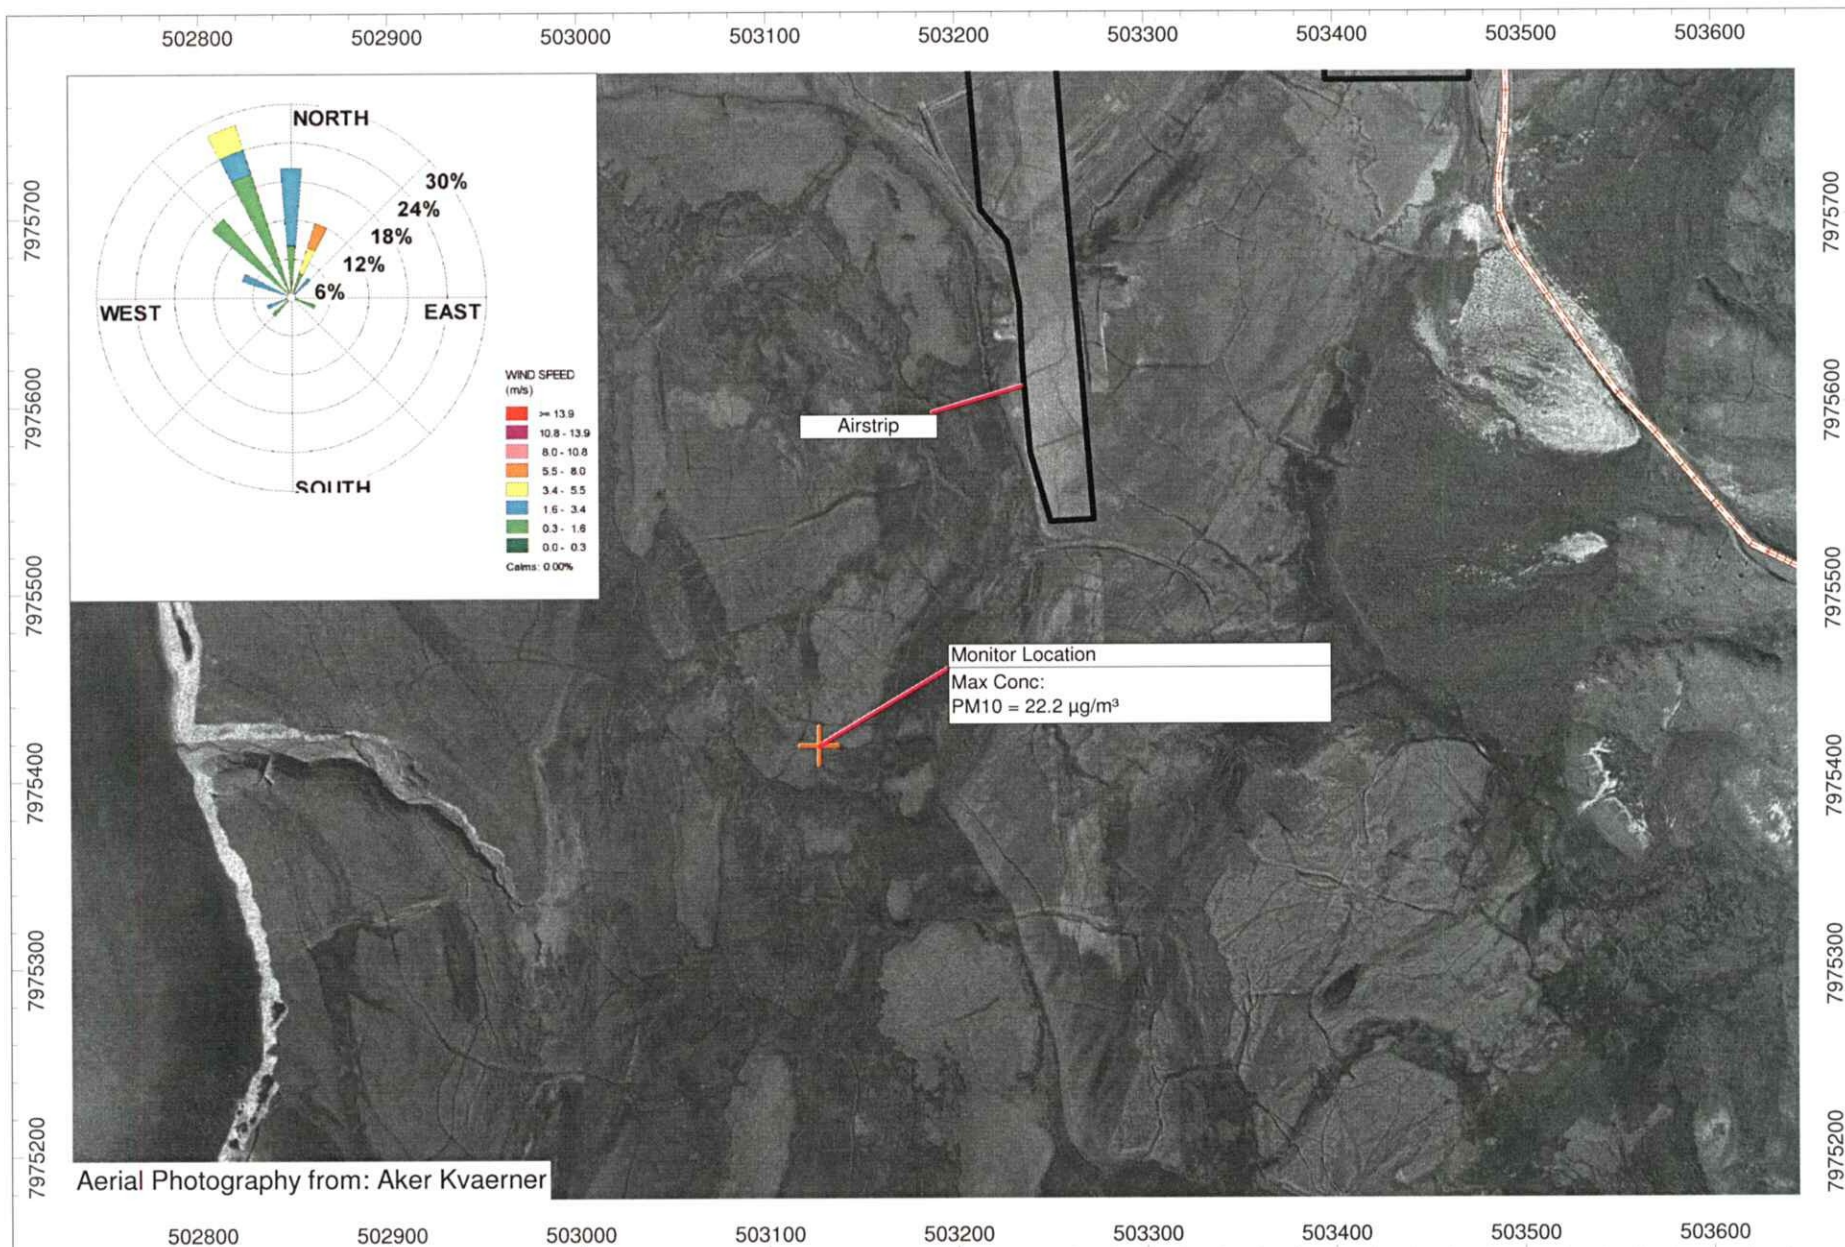 502800 502900 503000 503100 503200 503300 503400 503500 503600
NORTH
30%
24%
18%
12%
6%
WEST
EAST
SOUTH
WIND SPEED
(m/s)
>= 13.9
10.8 - 13.9
8.0 - 10.8
5.5 - 8.0
3.4 - 5.5
1.6 - 3.4
0.3 - 1.6
0.0 - 0.3
Calms: 0.00%
7975700
7975600
7975500
7975400
7975300
7975200
Airstrip
Monitor Location
Max Conc:
PM10 = 22.2 µg/m³
7975700
7975600
7975500
7975400
7975300
7975200
Aerial Photography from: Aker Kvaerner
502800 502900 503000 503100 503200 503300 503400 503500 503600